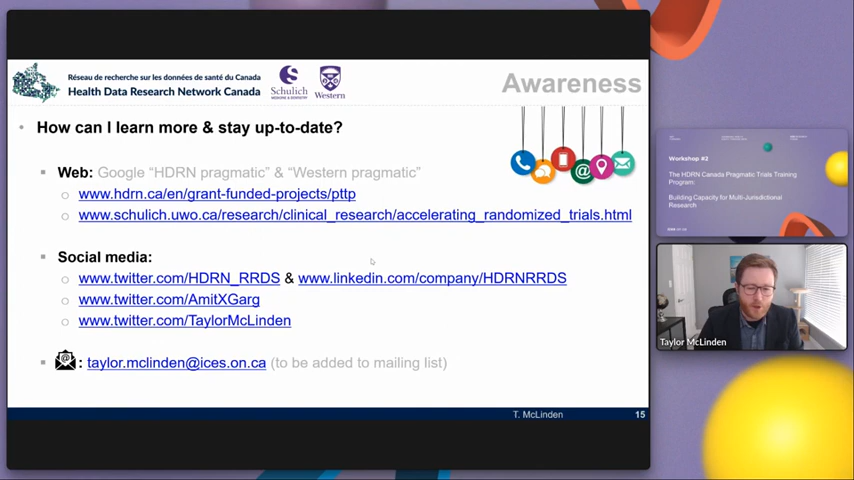 Réseau de recherche sur les données de santé du Canada
Health Data Research Network Canada
Schulich
MEDICINE & DENTISTRY
Western
Awareness
• How can I learn more & stay up-to-date?
▪ Web: Google “HDRN pragmatic” & “Western pragmatic”
o www.hdrn.ca/en/grant-funded-projects/pttp
o www.schulich.uwo.ca/research/clinical_research/accelerating_randomized_trials.html
▪ Social media:
o www.twitter.com/HDRN_RRDS & www.linkedin.com/company/HDRNRRDS
o www.twitter.com/AmitXGarg
o www.twitter.com/TaylorMcLinden
▪ : taylor.mclinden@ices.on.ca (to be added to mailing list)
T. McLinden
15
Workshop #2
The HDRN Canada Pragmatic Trials Training
Program:
Building Capacity for Multi-Jurisdictional
Research
Taylor McLinden